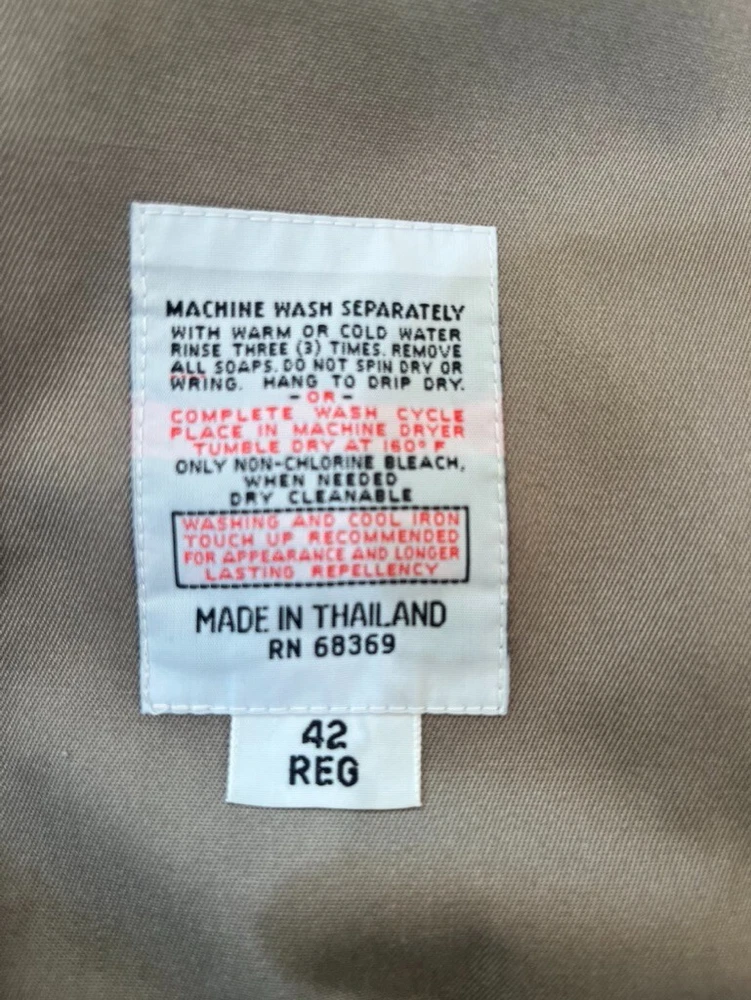 MACHINE WASH SEPARATELY
WITH WARM OR COLD WATER
RINSE THREE (3) TIMES. REMOVE
ALL SOAPS. DO NOT SPIN DRY OR
WRING. HANG TO DRIP DRY.
- OR -
COMPLETE WASH CYCLE
PLACE IN MACHINE DRYER
TUMBLE DRY AT 160° F
ONLY NON-CHLORINE BLEACH,
WHEN NEEDED
DRY CLEANABLE
WASHING AND COOL IRON
TOUCH UP RECOMMENDED
FOR APPEARANCE AND LONGER
LASTING REPELLENCY
MADE IN THAILAND
RN 68369
42
REG